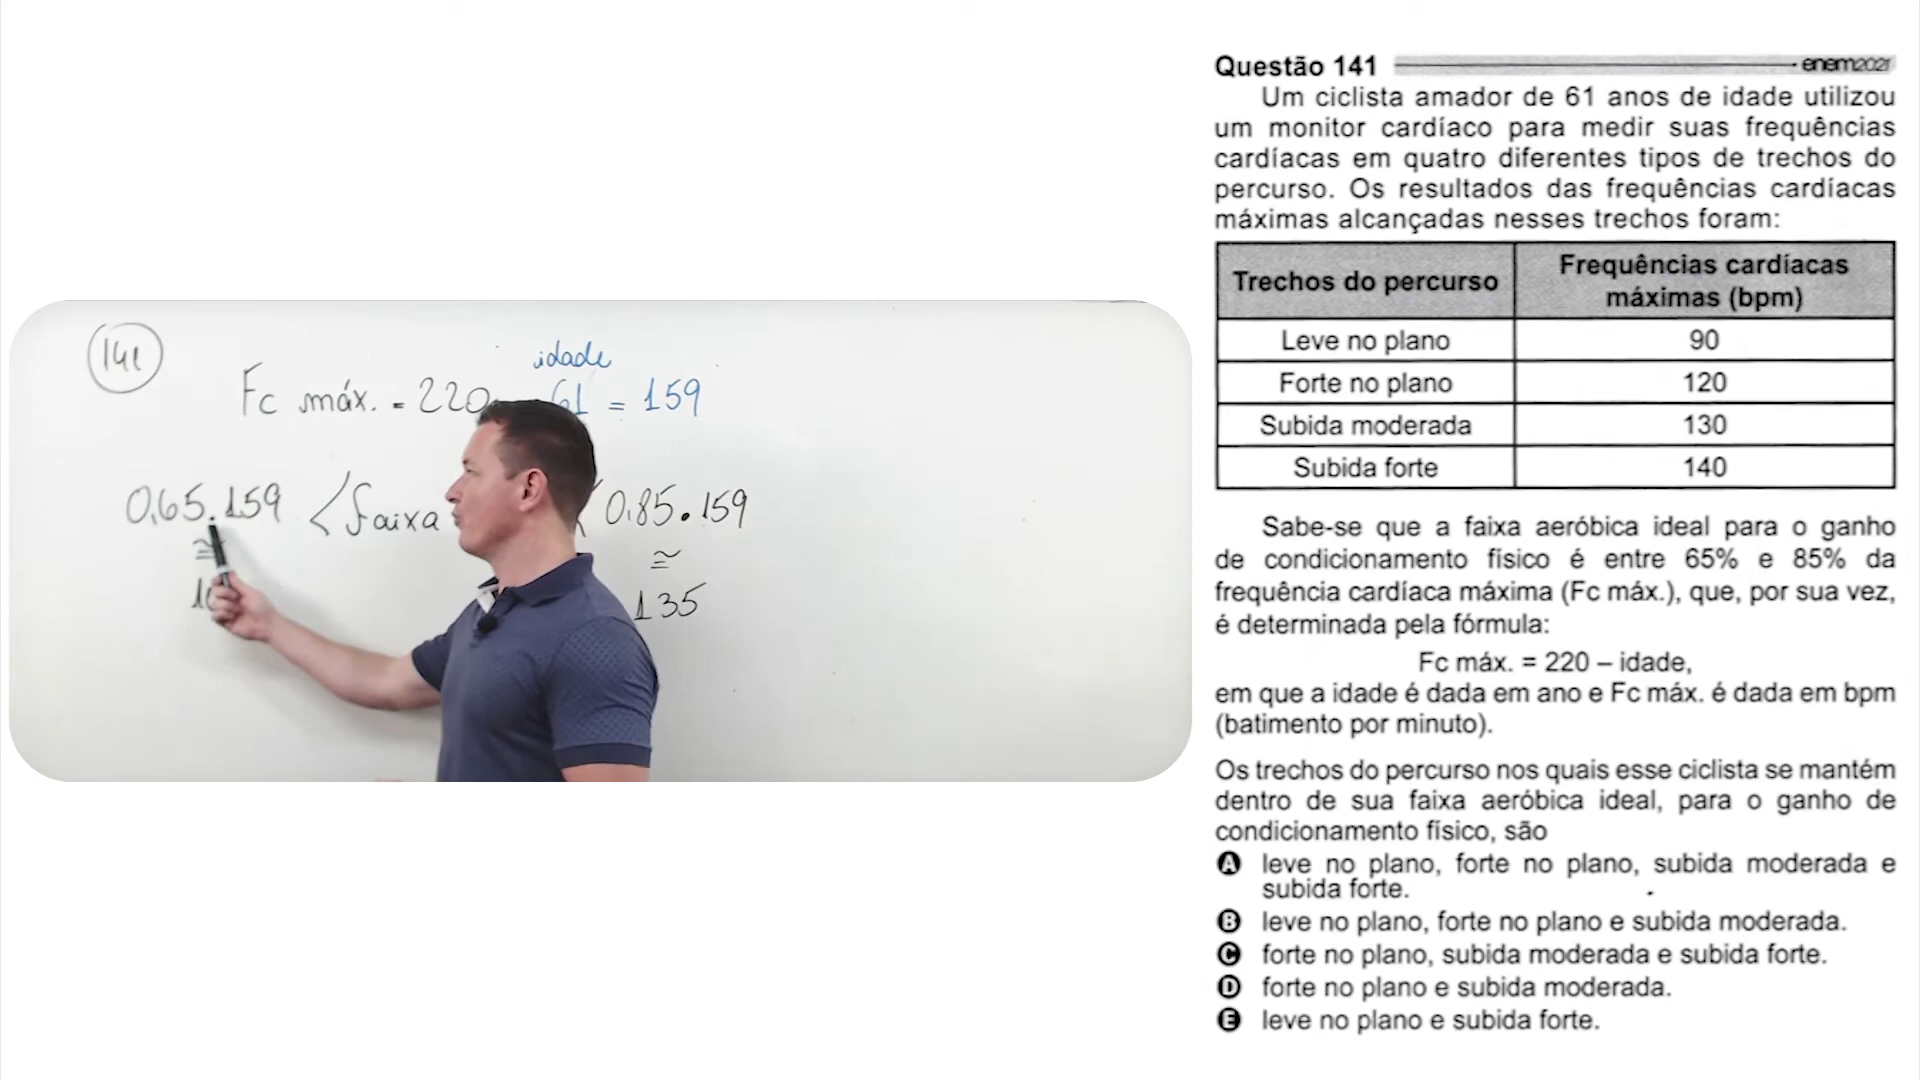 141
idade
Fc máx. = 220 61 = 159
0,65.159 < faixa < 0,85.159
≅ ≅
135
Questão 141 enem2021
Um ciclista amador de 61 anos de idade utilizou
um monitor cardíaco para medir suas frequências
cardíacas em quatro diferentes tipos de trechos do
percurso. Os resultados das frequências cardíacas
máximas alcançadas nesses trechos foram:
Trechos do percurso Frequências cardíacas
máximas (bpm)
Leve no plano 90
Forte no plano 120
Subida moderada 130
Subida forte 140
Sabe-se que a faixa aeróbica ideal para o ganho
de condicionamento físico é entre 65% e 85% da
frequência cardíaca máxima (Fc máx.), que, por sua vez,
é determinada pela fórmula:
Fc máx. = 220 – idade,
em que a idade é dada em ano e Fc máx. é dada em bpm
(batimento por minuto).
Os trechos do percurso nos quais esse ciclista se mantém
dentro de sua faixa aeróbica ideal, para o ganho de
condicionamento físico, são
A leve no plano, forte no plano, subida moderada e
subida forte.
B leve no plano, forte no plano e subida moderada.
C forte no plano, subida moderada e subida forte.
D forte no plano e subida moderada.
E leve no plano e subida forte.